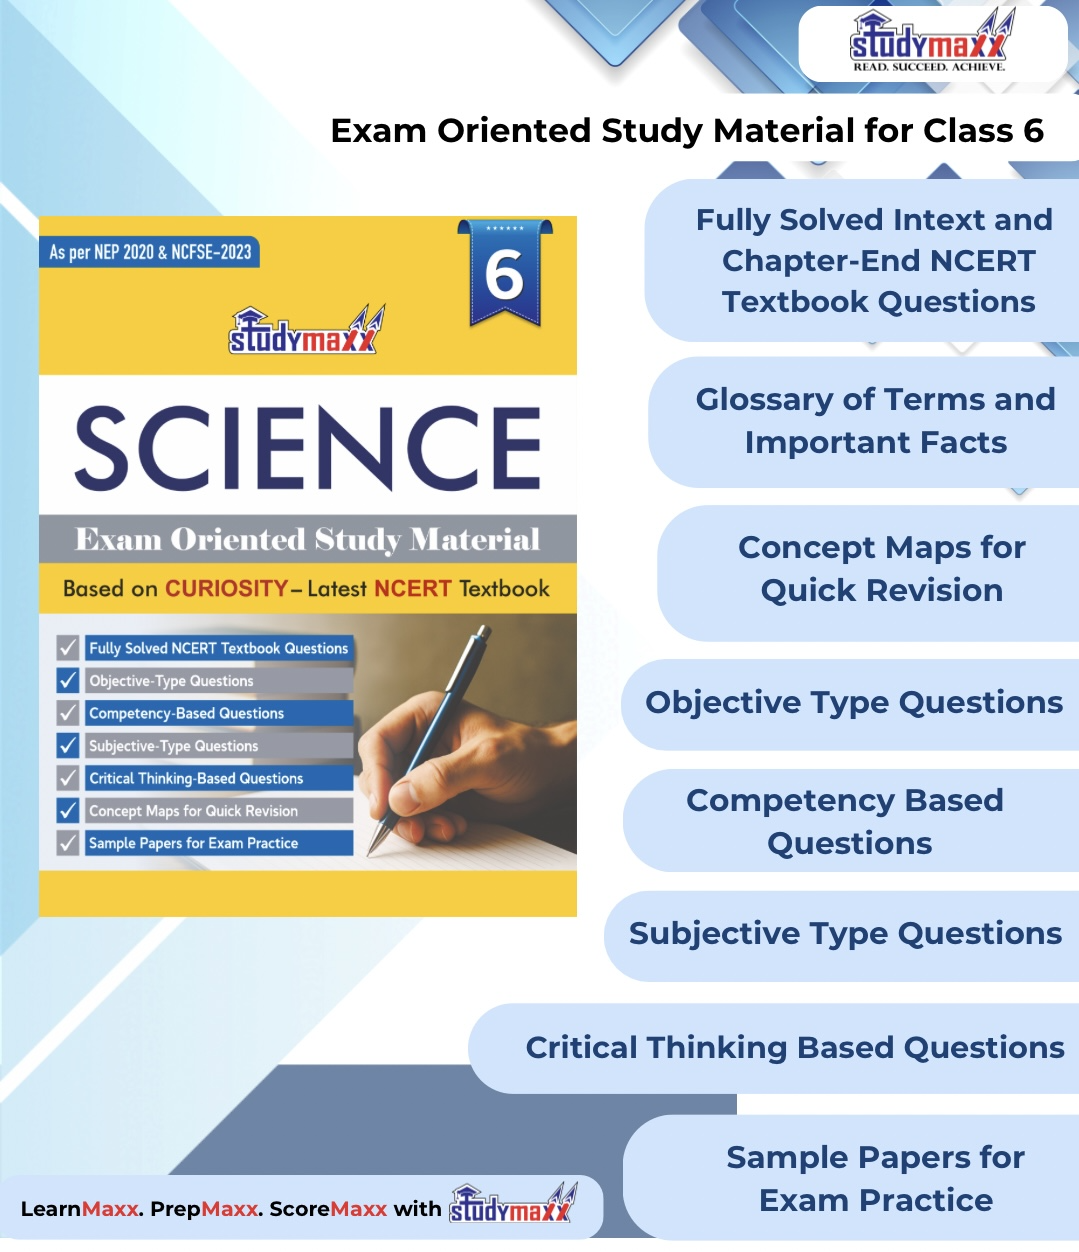 studymaxx
READ. SUCCEED. ACHIEVE.
Exam Oriented Study Material for Class 6
As per NEP 2020 & NCFSE-2023
6
studymaxx
SCIENCE
Exam Oriented Study Material
Based on CURIOSITY – Latest NCERT Textbook
Fully Solved NCERT Textbook Questions
Objective-Type Questions
Competency-Based Questions
Subjective-Type Questions
Critical Thinking-Based Questions
Concept Maps for Quick Revision
Sample Papers for Exam Practice
Fully Solved Intext and
Chapter-End NCERT
Textbook Questions
Glossary of Terms and
Important Facts
Concept Maps for
Quick Revision
Objective Type Questions
Competency Based
Questions
Subjective Type Questions
Critical Thinking Based Questions
Sample Papers for
Exam Practice
LearnMaxx. PrepMaxx. ScoreMaxx with studymaxx